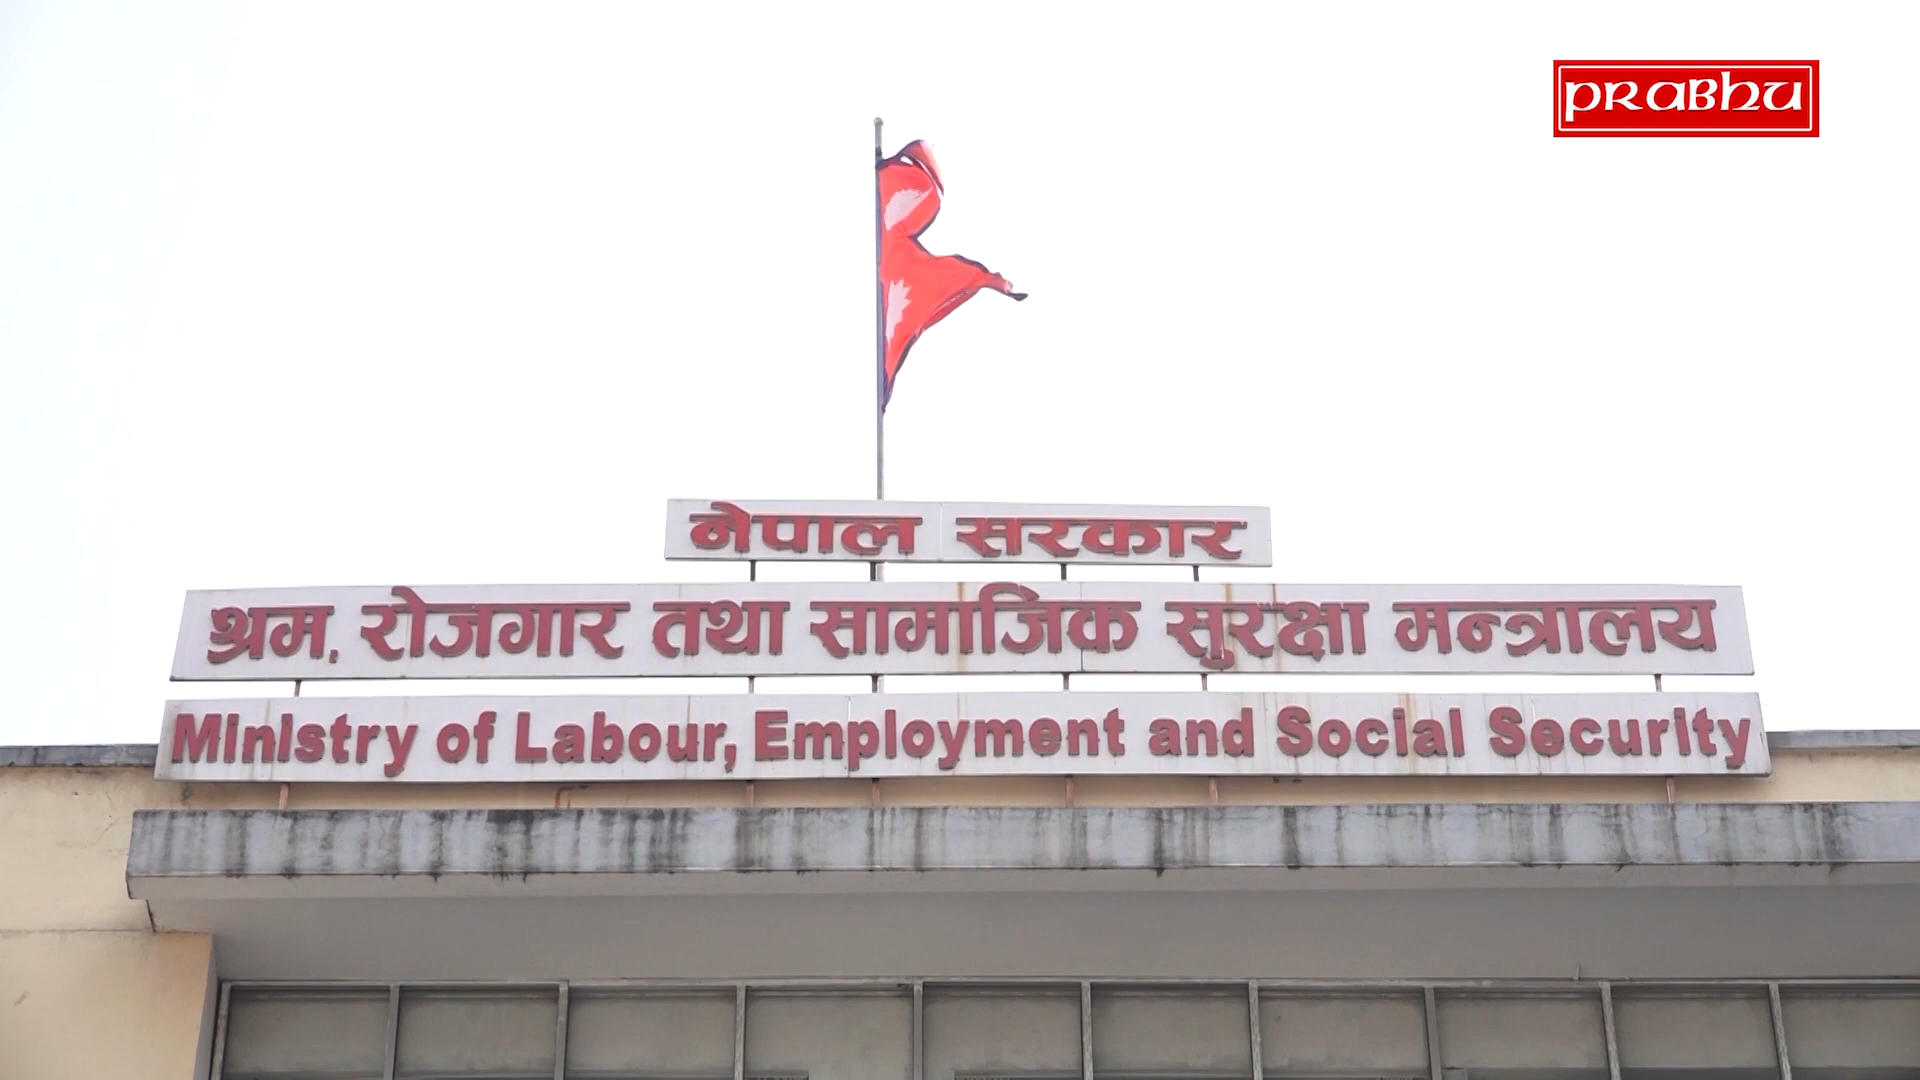 PRABHU
नेपाल सरकार
श्रम, रोजगार तथा सामाजिक सुरक्षा मन्त्रालय
Ministry of Labour, Employment and Social Security